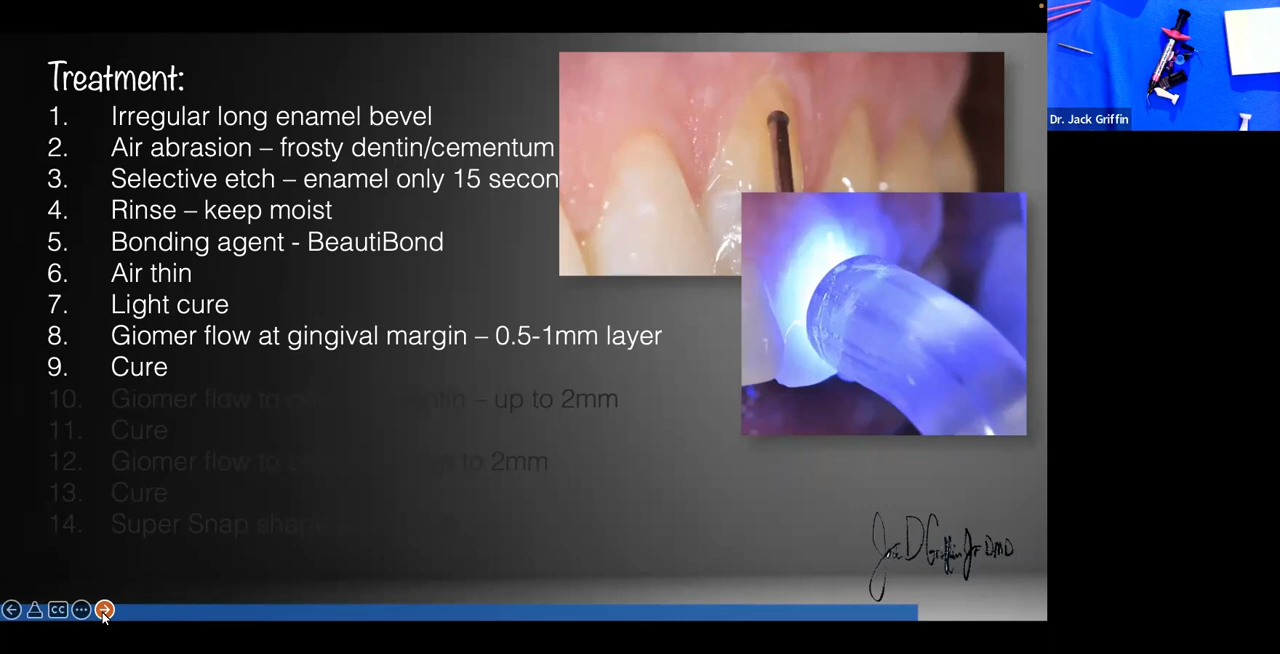 Treatment:
1. Irregular long enamel bevel
2. Air abrasion – frosty dentin/cementum
3. Selective etch – enamel only 15 secon
4. Rinse – keep moist
5. Bonding agent - BeautiBond
6. Air thin
7. Light cure
8. Giomer flow at gingival margin – 0.5-1mm layer
9. Cure
10. Giomer flow to – up to 2mm
11. Cure
12. Giomer flow to to 2mm
13. Cure
14. Super Snap shape
Dr. Jack Griffin
CC